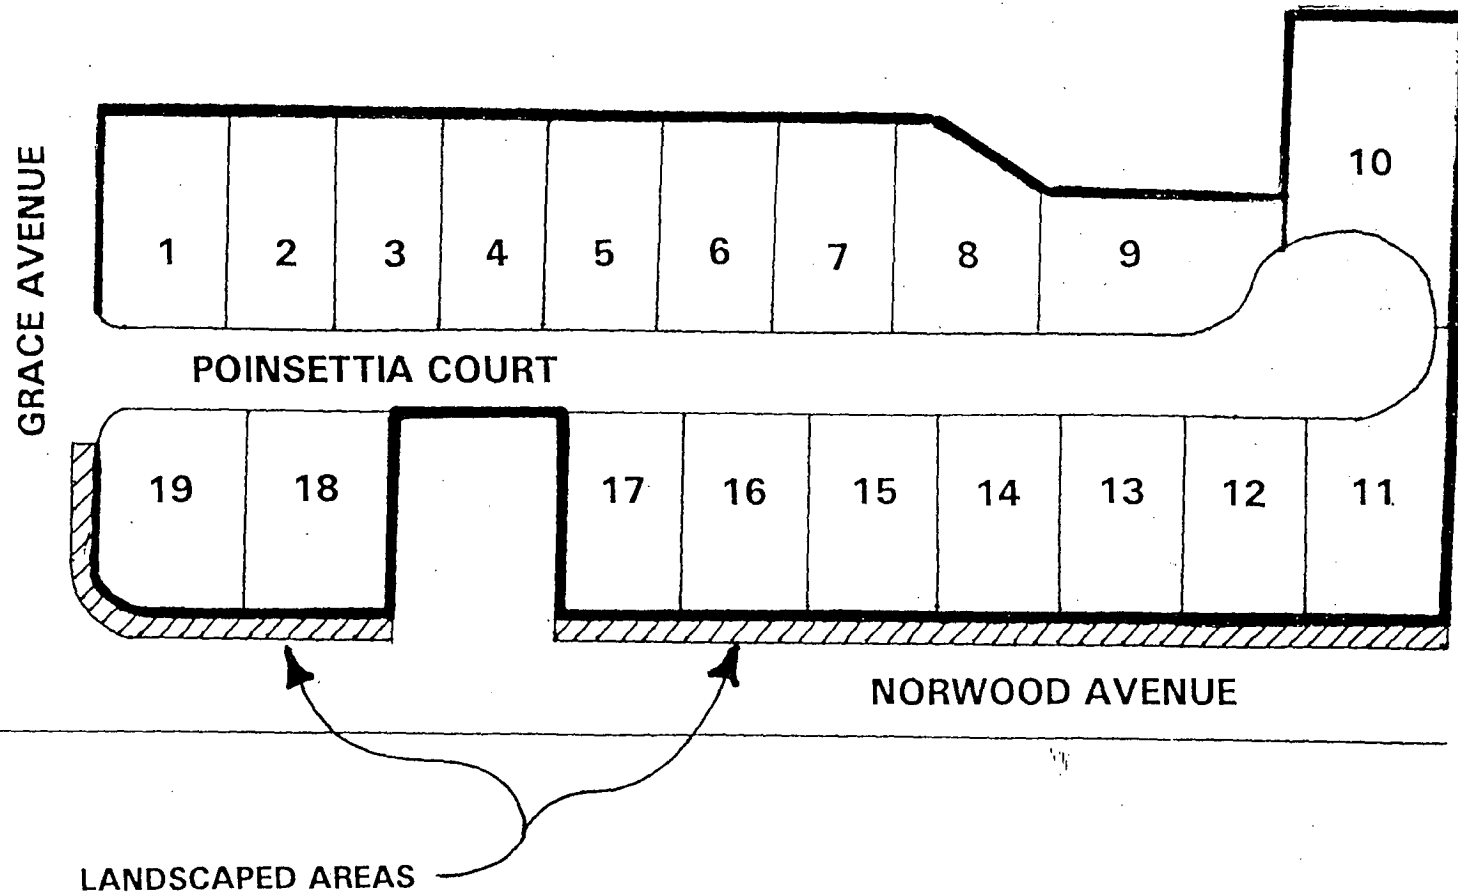 10
GRACE AVENUE
1 2 3 4 5 6 7 8 9
POINSETTIA COURT
19 18 17 16 15 14 13 12 11
NORWOOD AVENUE
LANDSCAPED AREAS